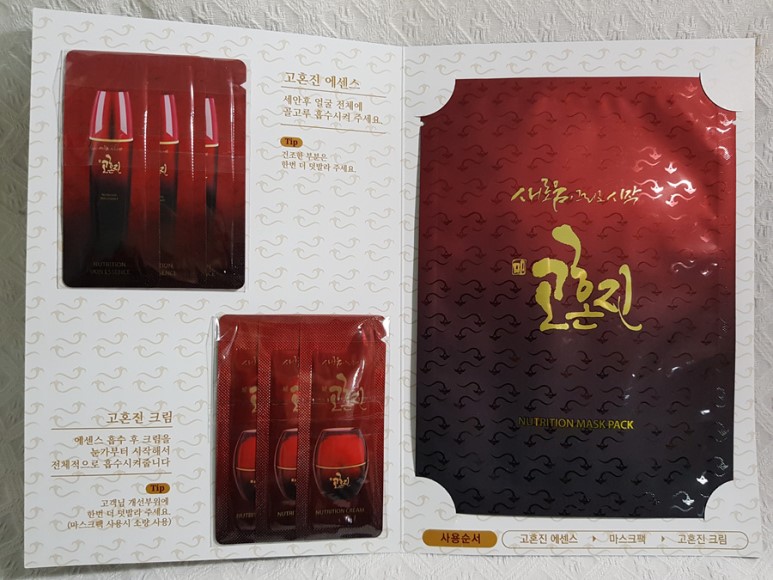 고혼진 에센스
세안후 얼굴 전체에
골고루 흡수시켜 주세요.
Tip
건조한 부분은
한번 더 덧발라 주세요.
고혼진
NUTRITION
고혼진 크림
에센스 흡수 후 크림을
눈가부터 시작해서
전체적으로 흡수시켜줍니다
Tip
고객님 개선부위에
한번 더 덧발라 주세요.
(마스크팩 사용시 소량 사용)
고혼진
NUTRITION CREAM
새로움, 그 시작
고혼진
NUTRITION MASK PACK
사용순서
고혼진 에센스 마스크팩 고혼진 크림